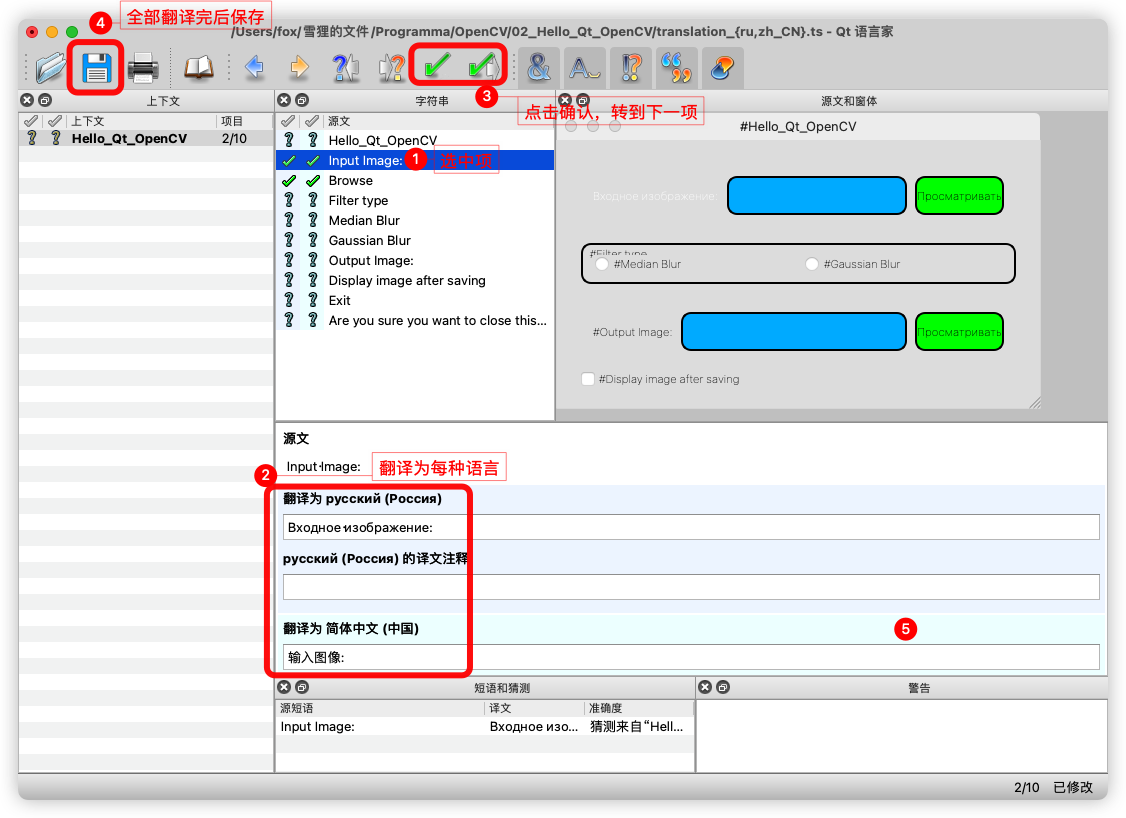 4 全部翻译完后保存
/Users/fox/雪狸的文件/Programma/OpenCV/02_Hello_Qt_OpenCV/translation_{ru,zh_CN}.ts - Qt 语言家
3 点击确认，转到下一项
上下文
上下文 项目
Hello_Qt_OpenCV 2/10
字符串
源文
Hello_Qt_OpenCV
Input Image: 1 选中项
Browse
Filter type
Median Blur
Gaussian Blur
Output Image:
Display image after saving
Exit
Are you sure you want to close this...
源文和窗体
#Hello_Qt_OpenCV
Входное изображение: Просматривать
#Filter type
#Median Blur #Gaussian Blur
#Output Image: Просматривать
#Display image after saving
源文
Input·Image:
2 翻译为每种语言
翻译为 русский (Россия)
Входное·изображение:
русский (Россия) 的译文注释
翻译为 简体中文 (中国)
5
输入图像:
短语和猜测
源短语 译文 准确度
Input Image: Входное изо... 猜测来自“Hell...
警告
2/10 已修改